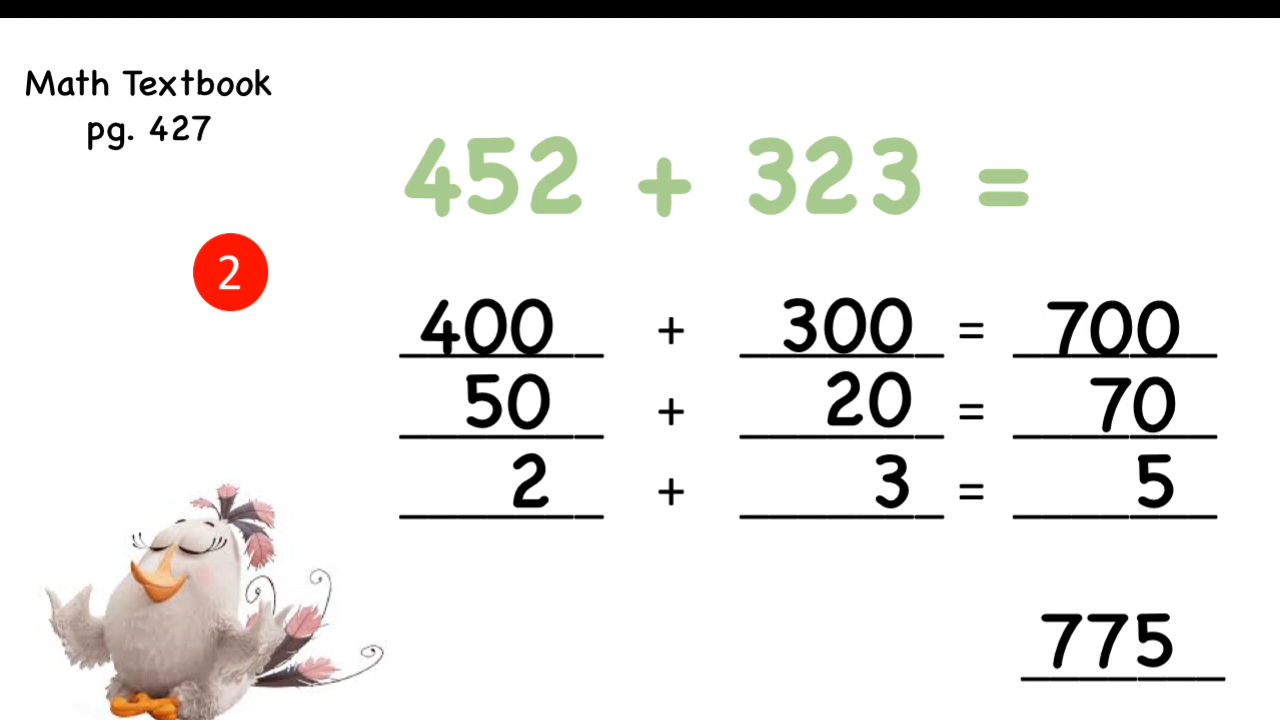 Math Textbook
pg. 427
452 + 323 =
2
400 + 300 = 700
50 + 20 = 70
2 + 3 = 5
775